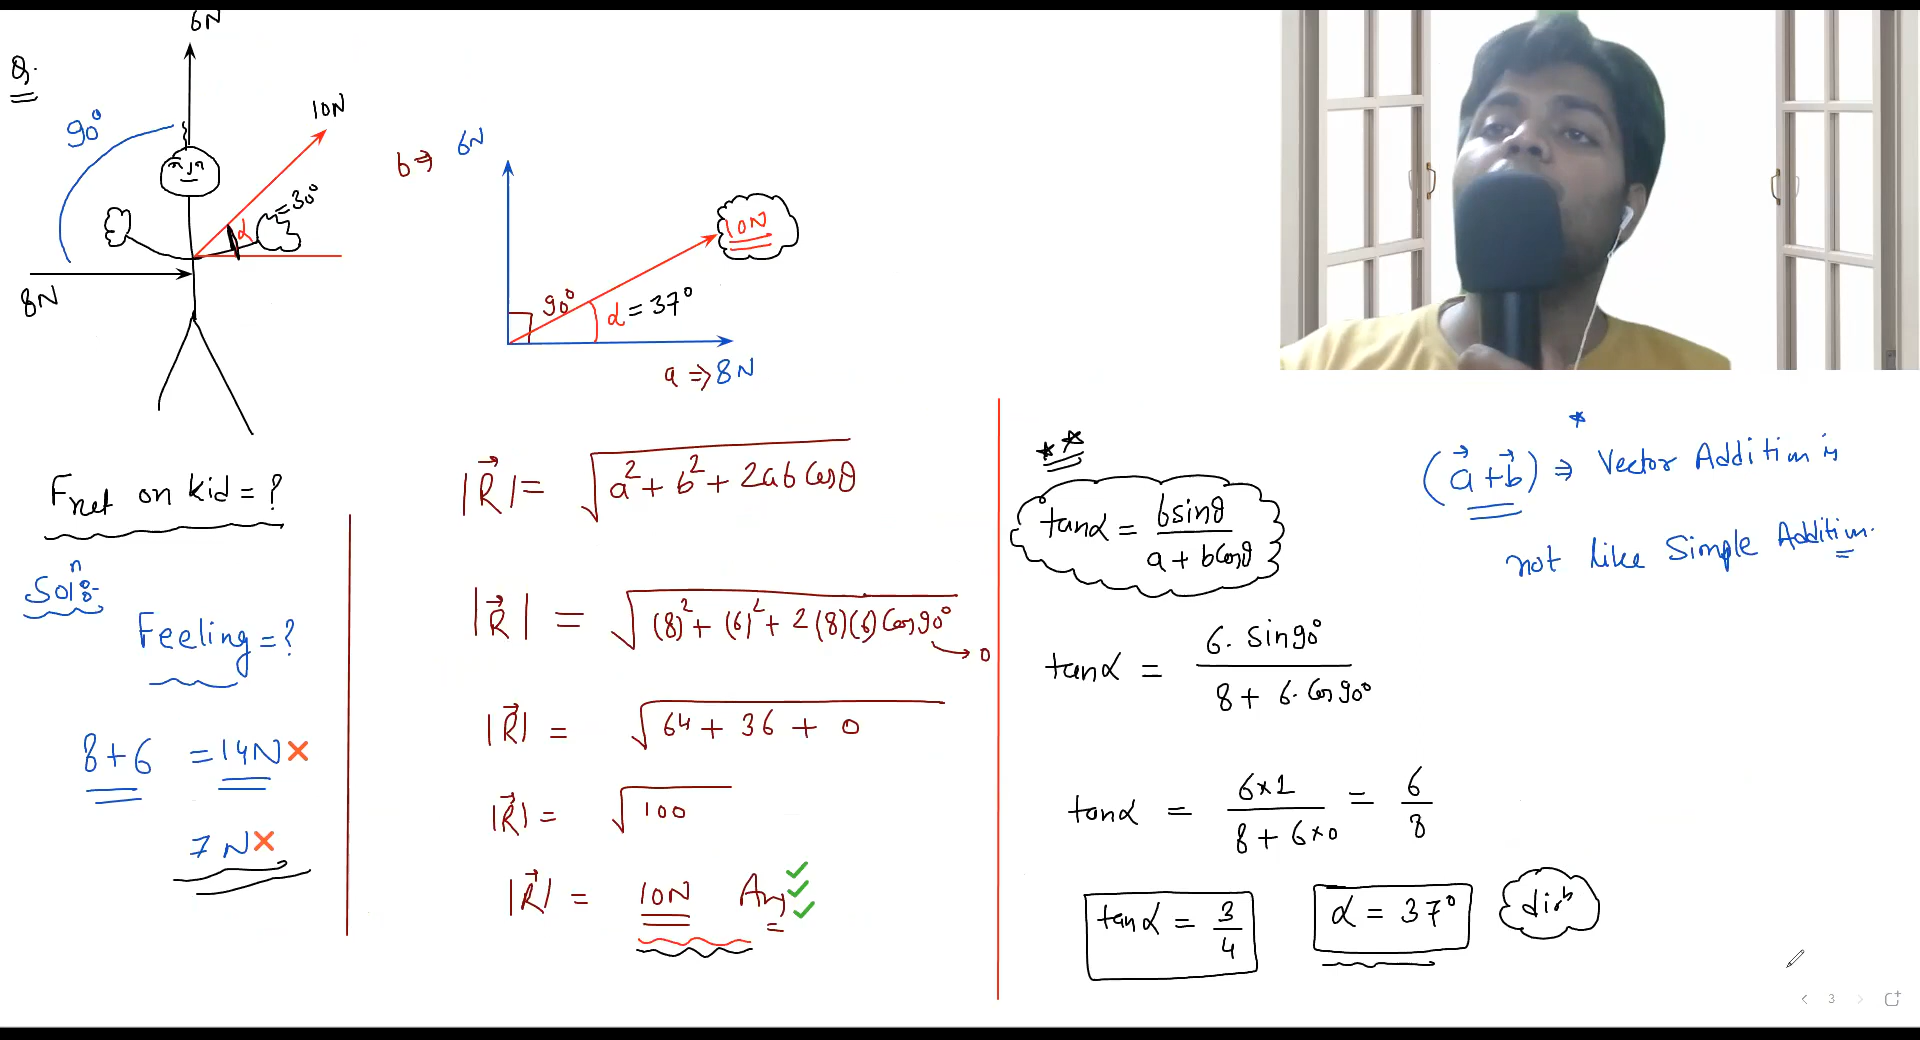 Q.
6N
90°
10N
α = 30°
8N
b ⇒ 6N
10N
90°
α = 37°
a ⇒ 8N
Fnet on kid = ?
Solⁿ:-
Feeling = ?
8+6 = 14N ×
7 N ×
|R⃗| = √(a² + b² + 2ab Cosθ)
|R⃗| = √((8)² + (6)² + 2(8)(6) Cos90°) → 0
|R⃗| = √(64 + 36 + 0)
|R⃗| = √100
|R⃗| = 10N Ans
** 
tanα = bsinθ / (a + bCosθ)
tanα = 6. Sin90° / (8 + 6. Cos90°)
tanα = (6×1) / (8 + 6×0) = 6/8
tanα = 3/4
α = 37°
dirⁿ
*
(a⃗+b⃗) ⇒ Vector Addition is
not like Simple Addition.
3